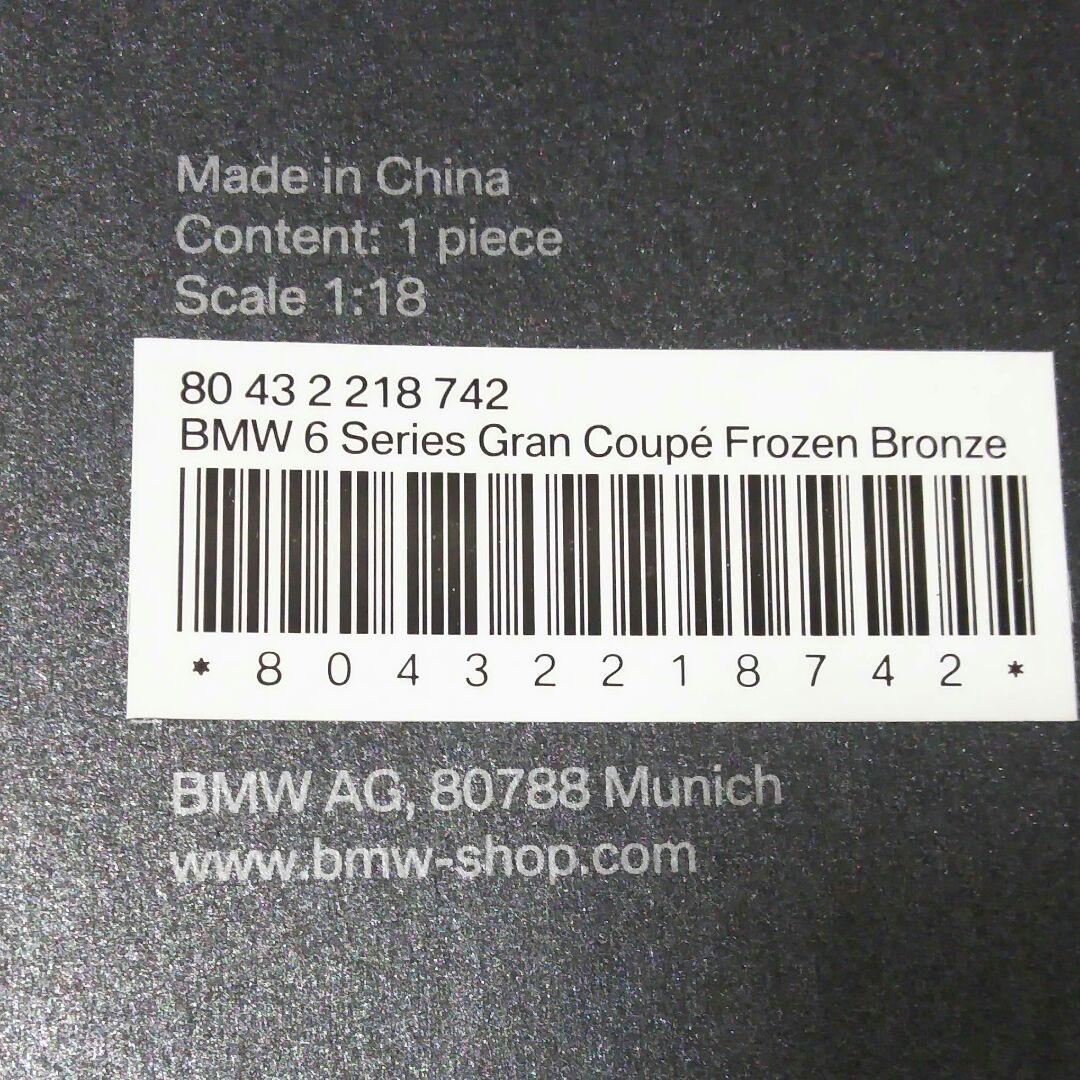 Made in China
Content: 1 piece
Scale 1:18
80 43 2 218 742
BMW 6 Series Gran Coupé Frozen Bronze
* 8 0 4 3 2 2 1 8 7 4 2 *
BMW AG, 80788 Munich
www.bmw-shop.com